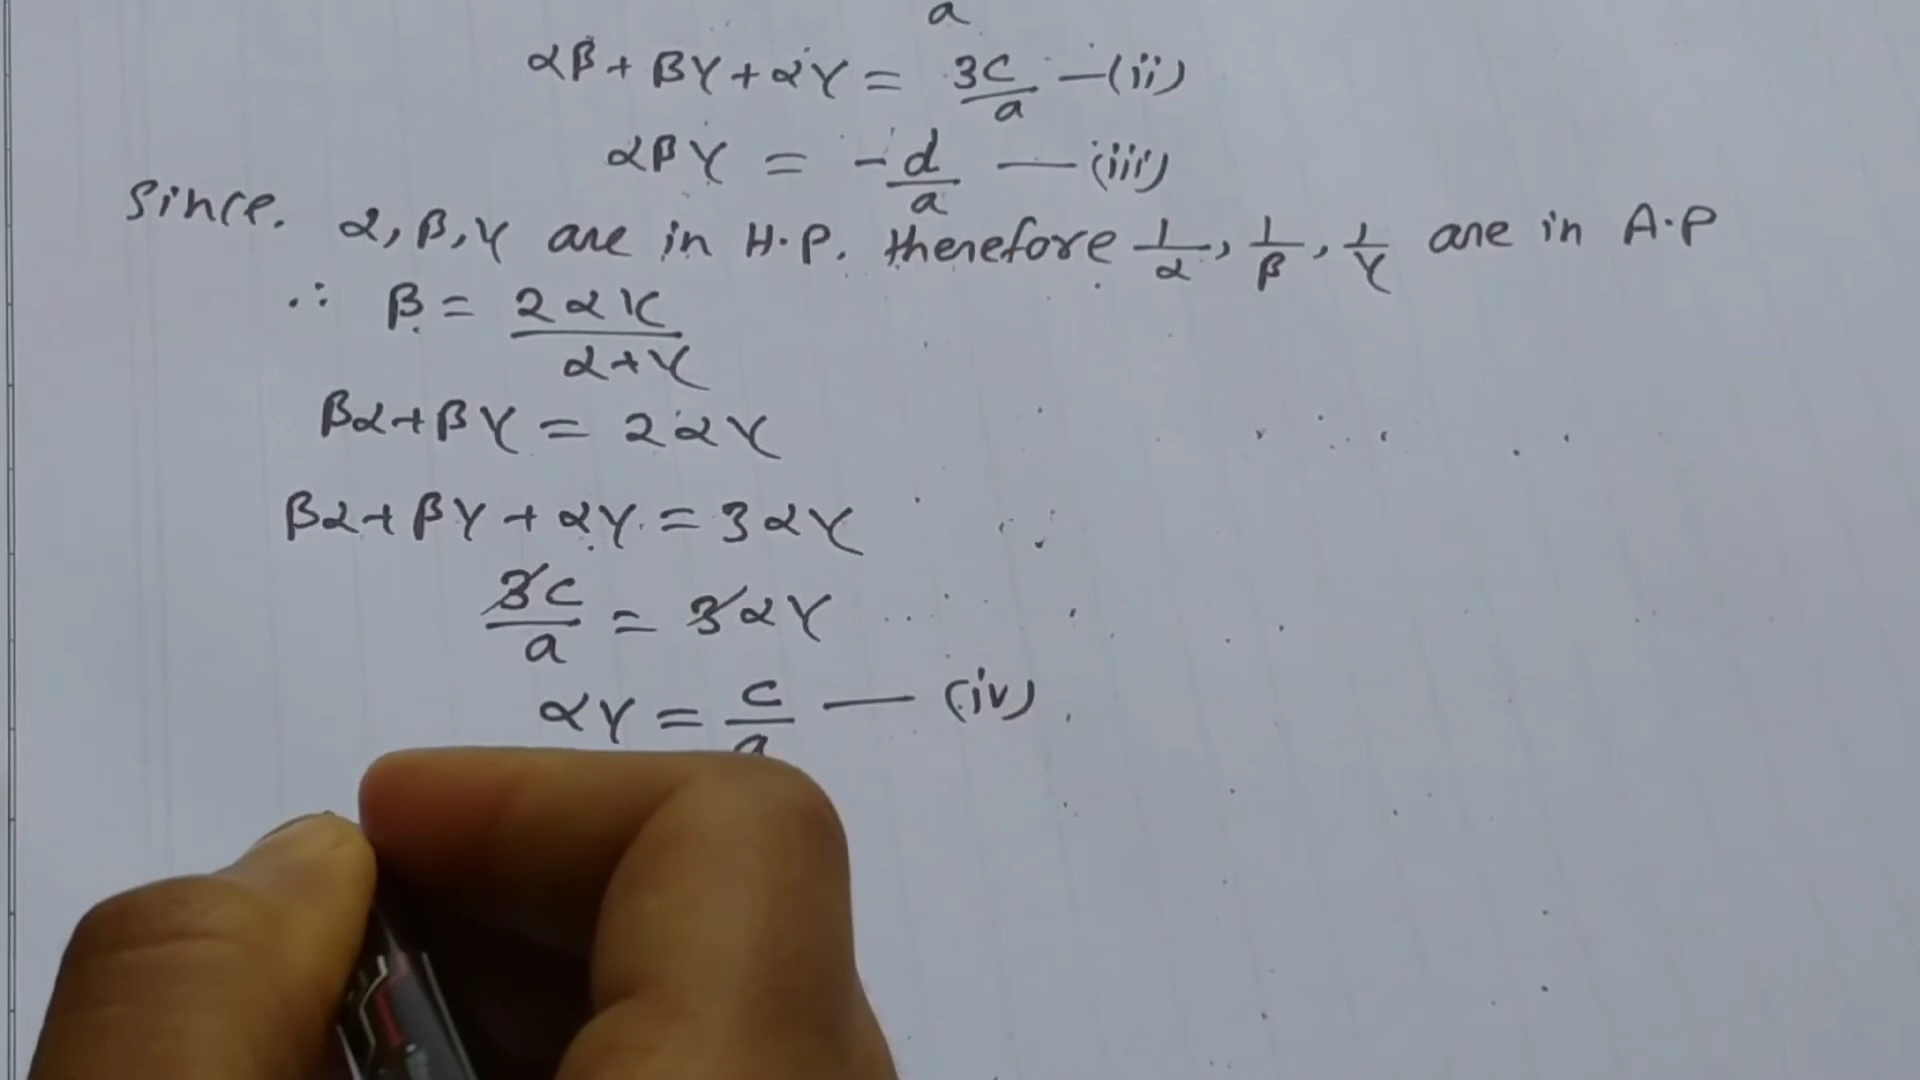 a
αβ + βγ + αγ = 3c/a —(ii)
αβγ = -d/a —(iii)
Since. α, β, γ are in H.P. therefore 1/α, 1/β, 1/γ are in A.P
∴ β = 2αγ/α+γ
βα + βγ = 2αγ
βα + βγ + αγ = 3αγ
3c/a = 3αγ
αγ = c/a — (iv)